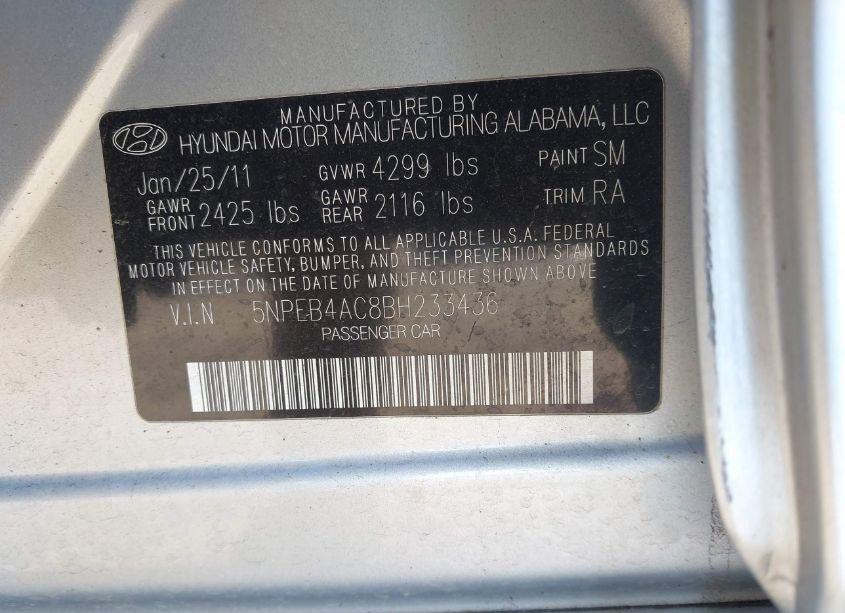 MANUFACTURED BY
HYUNDAI MOTOR MANUFACTURING ALABAMA, LLC
Jan/25/11 GVWR 4299 lbs PAINT SM
GAWR FRONT 2425 lbs GAWR REAR 2116 lbs TRIM RA
THIS VEHICLE CONFORMS TO ALL APPLICABLE U.S.A. FEDERAL
MOTOR VEHICLE SAFETY, BUMPER, AND THEFT PREVENTION STANDARDS
IN EFFECT ON THE DATE OF MANUFACTURE SHOWN ABOVE
V.I.N 5NPEB4AC8BH233436
PASSENGER CAR